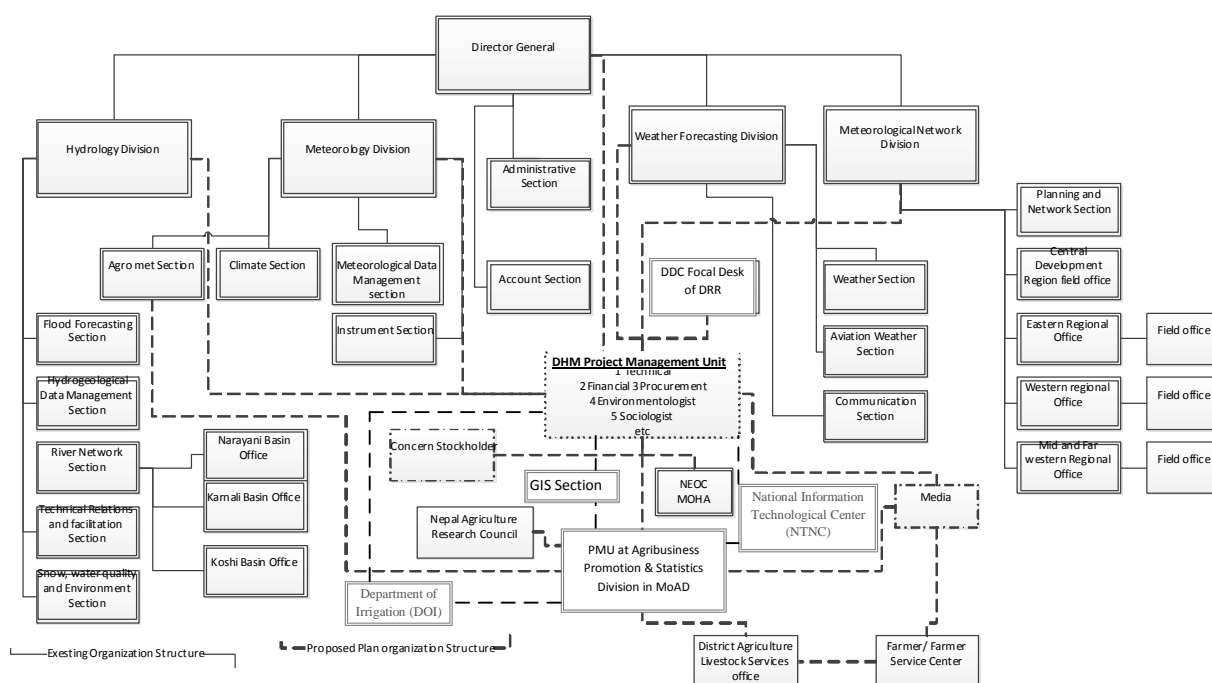 Director General
Hydrology Division
Meteorology Division
Weather Forecasting Division
Meteorological Network
Division
Administrative
Section
Planning and
Network Section
Agro met Section
Climate Section
Meteorological Data
Management
section
Account Section
DDC Focal Desk
of DRR
Weather Section
Central
Development
Region field office
Flood Forecasting
Section
Instrument Section
Aviation Weather
Section
Eastern Regional
Office
Field office
DHM Project Management Unit
1 Technical
2 Financial 3 Procurement
4 Environmentologist
5 Sociologist
etc
Hydrogeological
Data Management
Section
Communication
Section
Western regional
Office
Field office
River Network
Section
Narayani Basin
Office
Concern Stockholder
Mid and Far
western Regional
Office
Field office
Karnali Basin Office
GIS Section
NEOC
MOHA
National Information
Technological Center
(NTNC)
Media
Technical Relations and facilitation
Section
Nepal Agriculture
Research Council
Koshi Basin Office
PMU at Agribusiness
Promotion & Statistics
Division in MoAD
Snow, water quality
and Environment
Section
Department of
Irrigation (DOI)
Exesting Organization Structure
Proposed Plan organization Structure
District Agriculture
Livestock Services
office
Farmer/ Farmer
Service Center